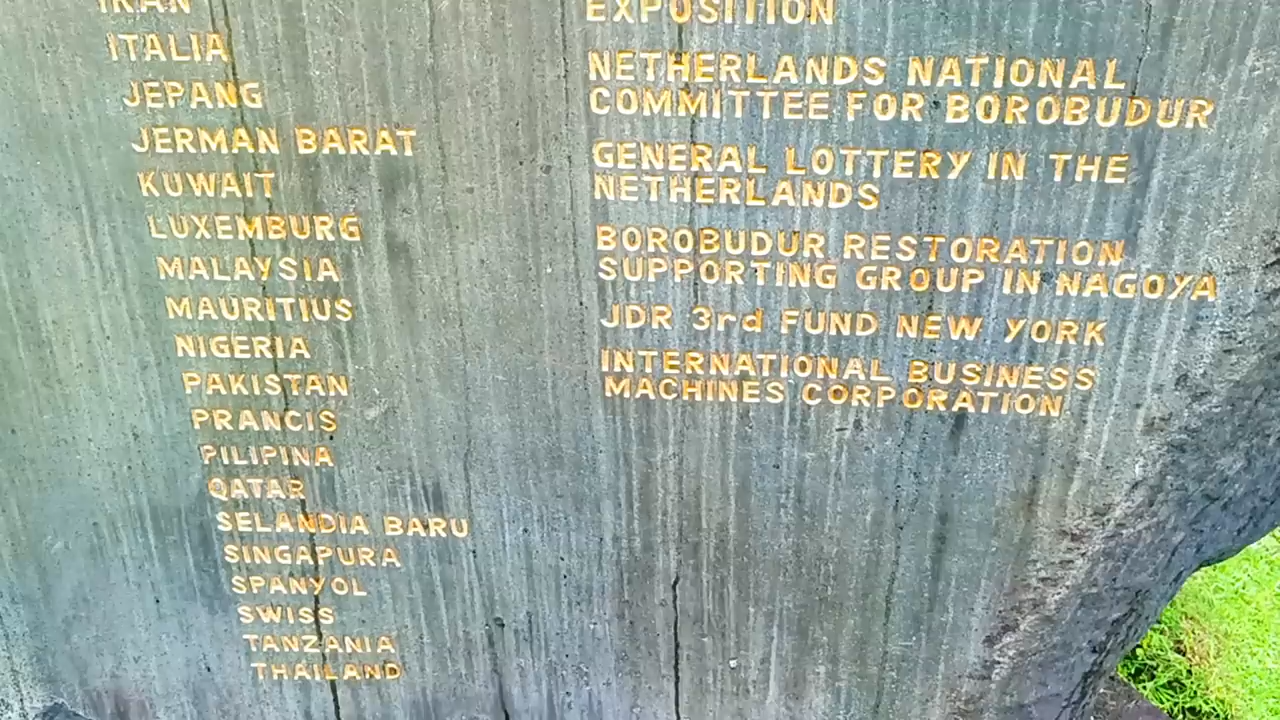 IRAN
ITALIA
JEPANG
JERMAN BARAT
KUWAIT
LUXEMBURG
MALAYSIA
MAURITIUS
NIGERIA
PAKISTAN
PRANCIS
PILIPINA
QATAR
SELANDIA BARU
SINGAPURA
SPANYOL
SWISS
TANZANIA
THAILAND
EXPOSITION
NETHERLANDS NATIONAL
COMMITTEE FOR BOROBUDUR
GENERAL LOTTERY IN THE
NETHERLANDS
BOROBUDUR RESTORATION
SUPPORTING GROUP IN NAGOYA
JDR 3rd FUND NEW YORK
INTERNATIONAL BUSINESS
MACHINES CORPORATION